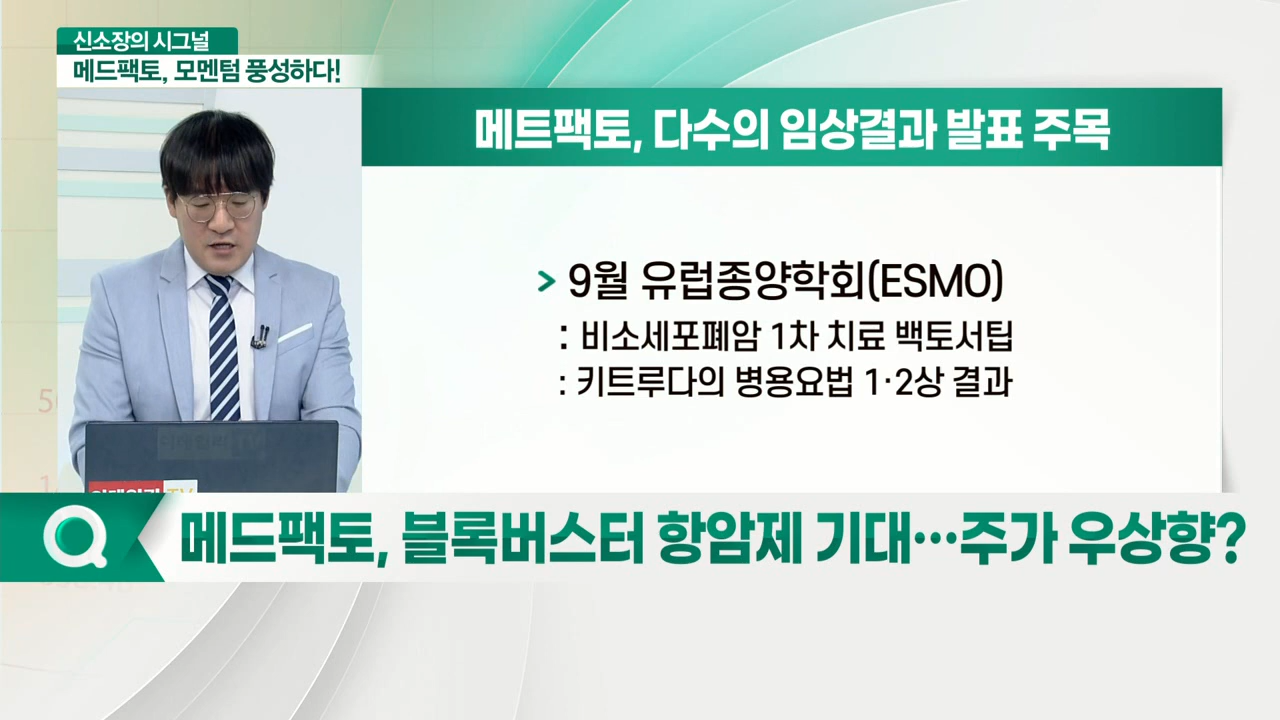 신소장의 시그널
메드팩토, 모멘텀 풍성하다!
메트팩토, 다수의 임상결과 발표 주목
> 9월 유럽종양학회(ESMO)
: 비소세포폐암 1차 치료 백토서팁
: 키트루다의 병용요법 1·2상 결과
메드팩토, 블록버스터 항암제 기대…주가 우상향?